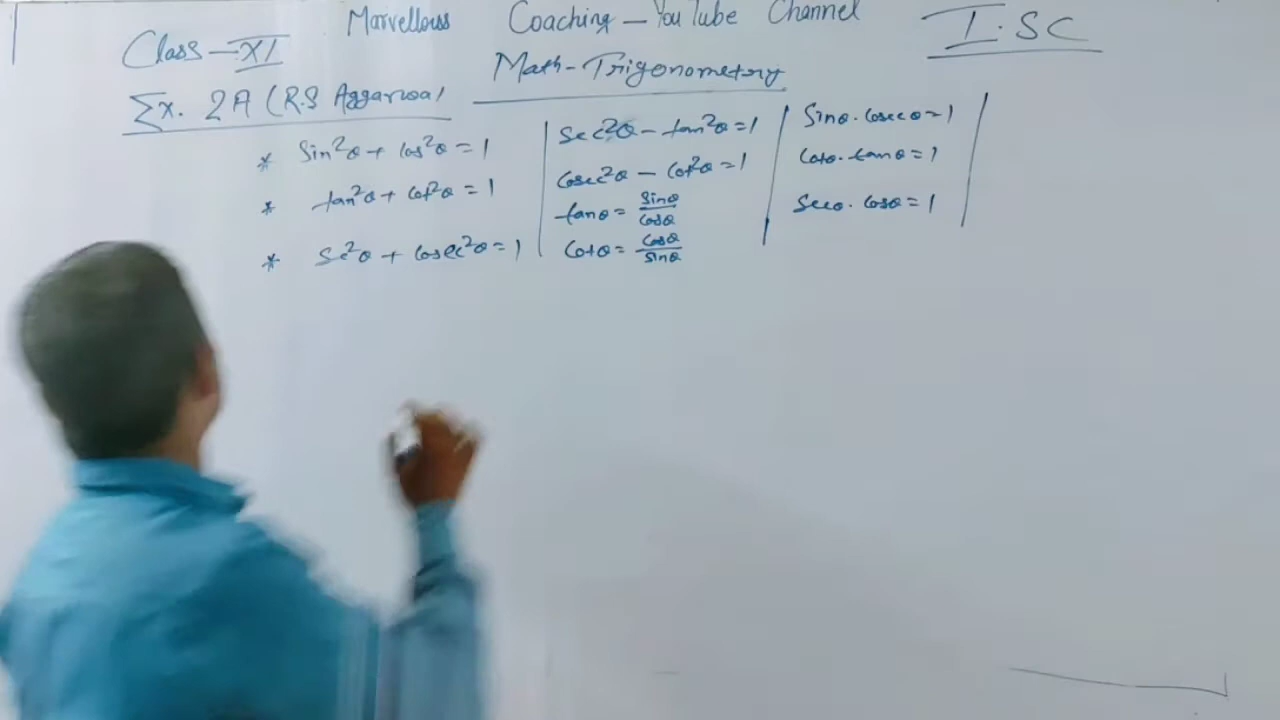 Marvellous Coaching - YouTube Channel
I.SC
Class - XI
Math - Trigonometry
Ex. 2A (R.S Aggarwal
* Sin²θ + Cos²θ = 1
* tan²θ + Cot²θ = 1
* Sec²θ + Cosec²θ = 1
Sec²θ - tan²θ = 1
Cosec²θ - Cot²θ = 1
tanθ = sinθ/cosθ
Cotθ = Cosθ/sinθ
Sinθ . Cosecθ = 1
Cotθ . tanθ = 1
Secθ . Cosθ = 1